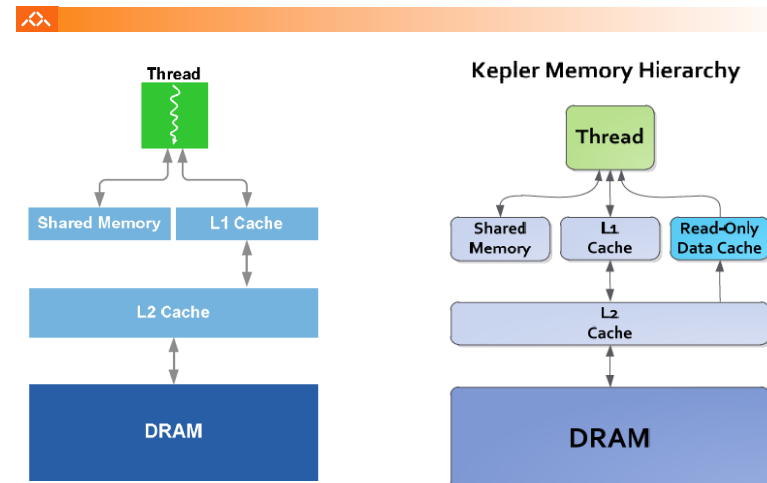 Thread
Shared Memory
L1 Cache
L2 Cache
DRAM
Kepler Memory Hierarchy
Thread
Shared
Memory
L1
Cache
Read-Only
Data Cache
L2
Cache
DRAM